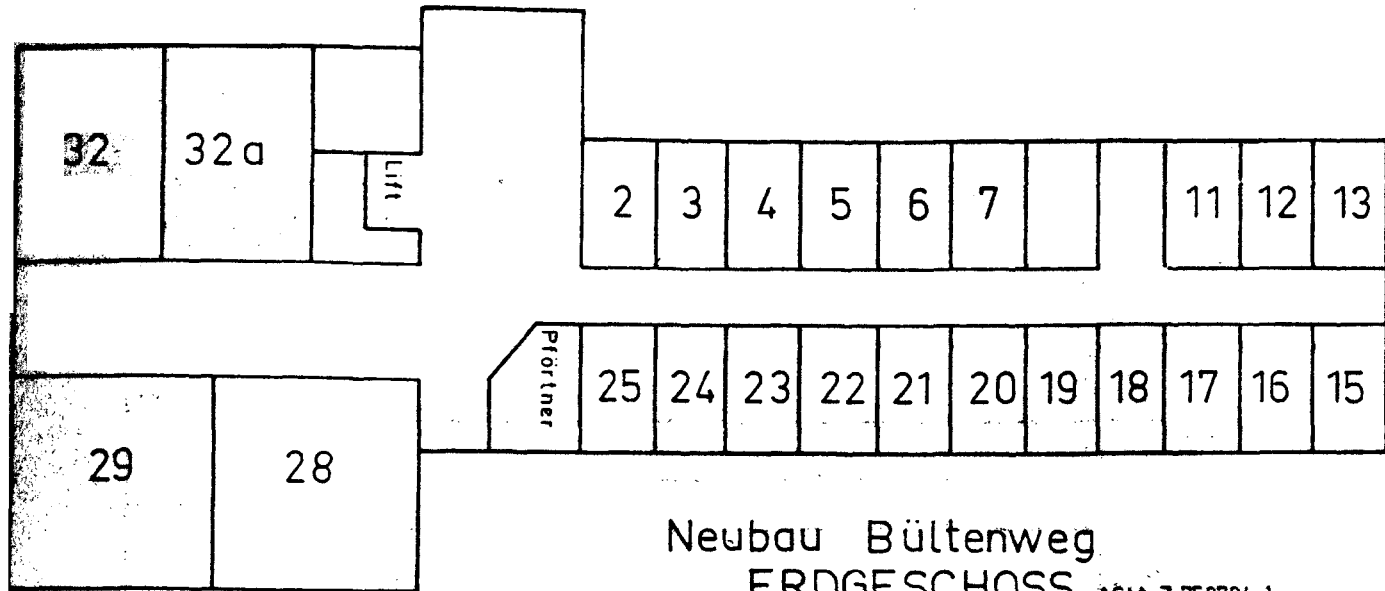 32
32a
Lift
2 3 4 5 6 7 11 12 13
Pförtner
25 24 23 22 21 20 19 18 17 16 15
29
28
Neubau Bültenweg
ERDGESCHOSS